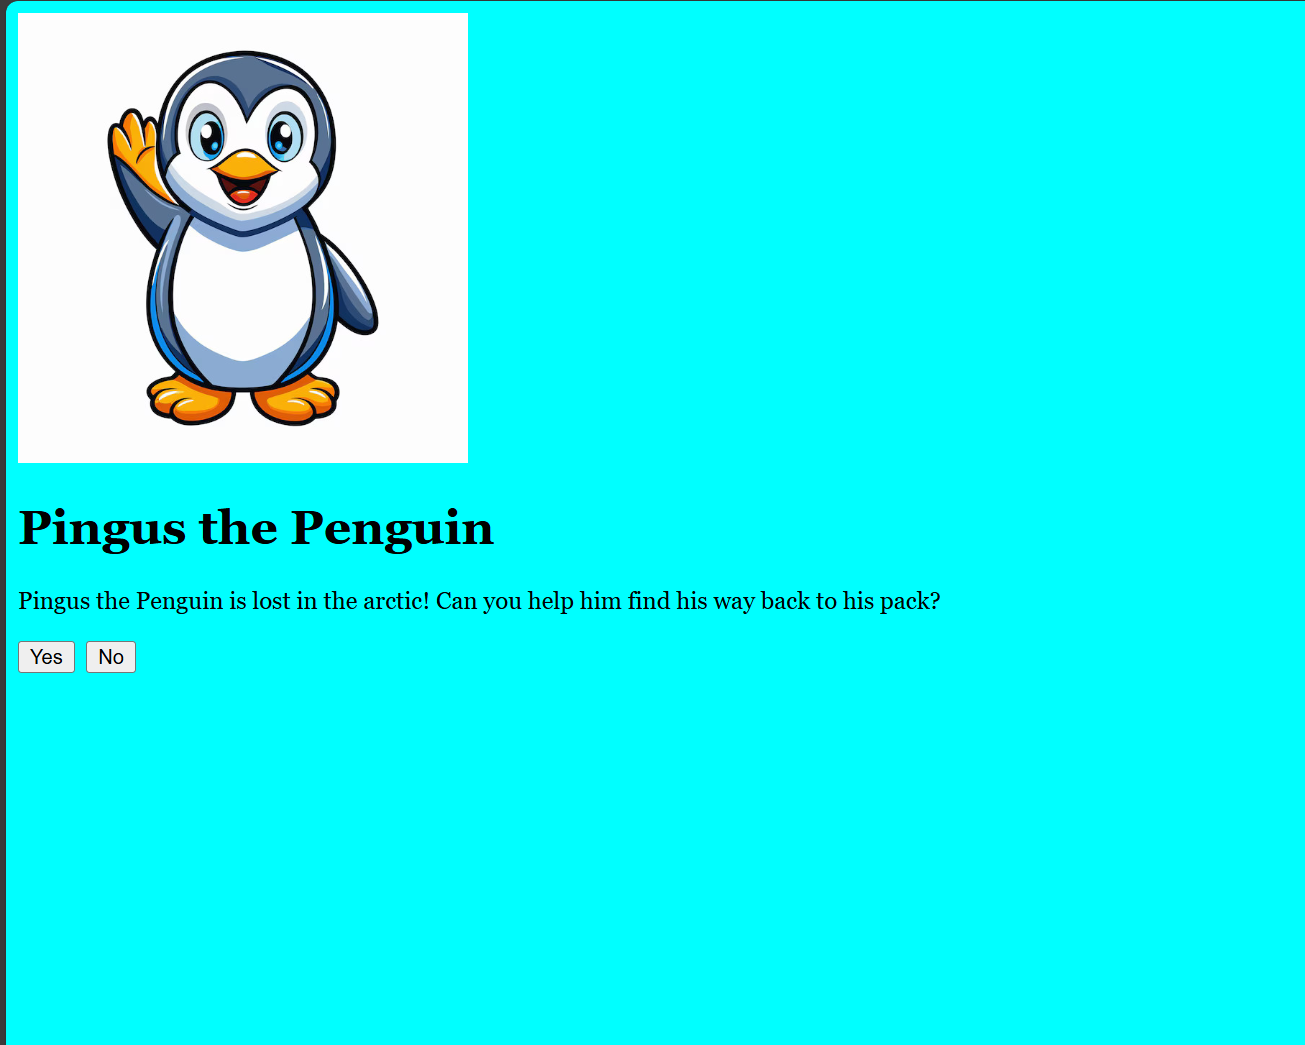 Pingus the Penguin
Pingus the Penguin is lost in the arctic! Can you help him find his way back to his pack?
Yes No